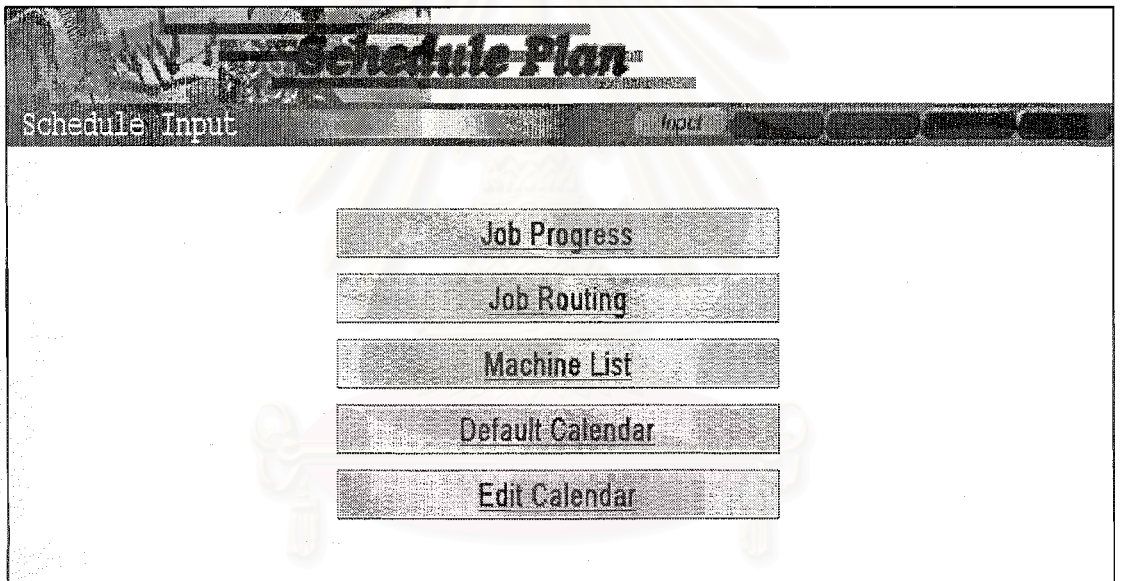 Schedule Plan
Schedule Input
Input
Job Progress
Job Routing
Machine List
Default Calendar
Edit Calendar